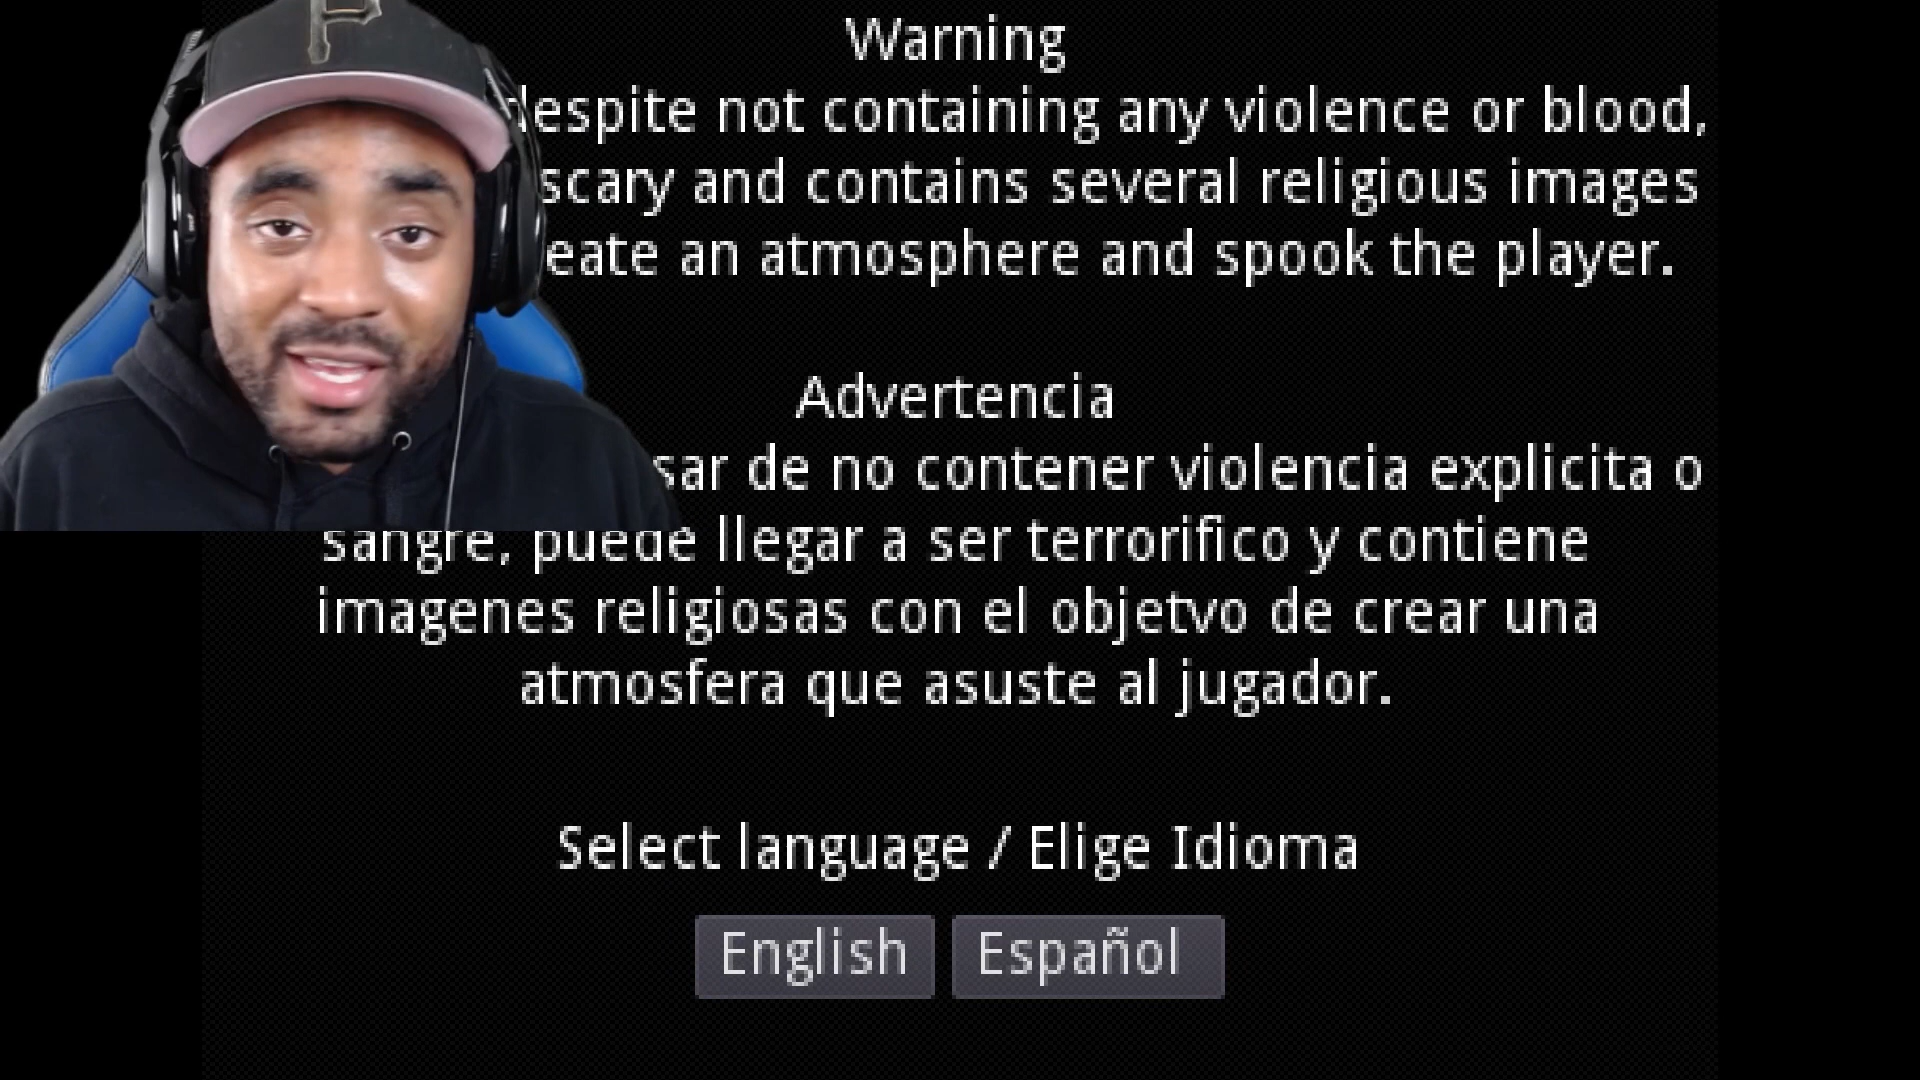 Warning
despite not containing any violence or blood,
scary and contains several religious images
an atmosphere and spook the player.
Advertencia
de no contener violencia explicita o
sangre, puede llegar a ser terrorifico y contiene
imagenes religiosas con el objetvo de crear una
atmosfera que asuste al jugador.
Select language / Elige Idioma
English Español
P